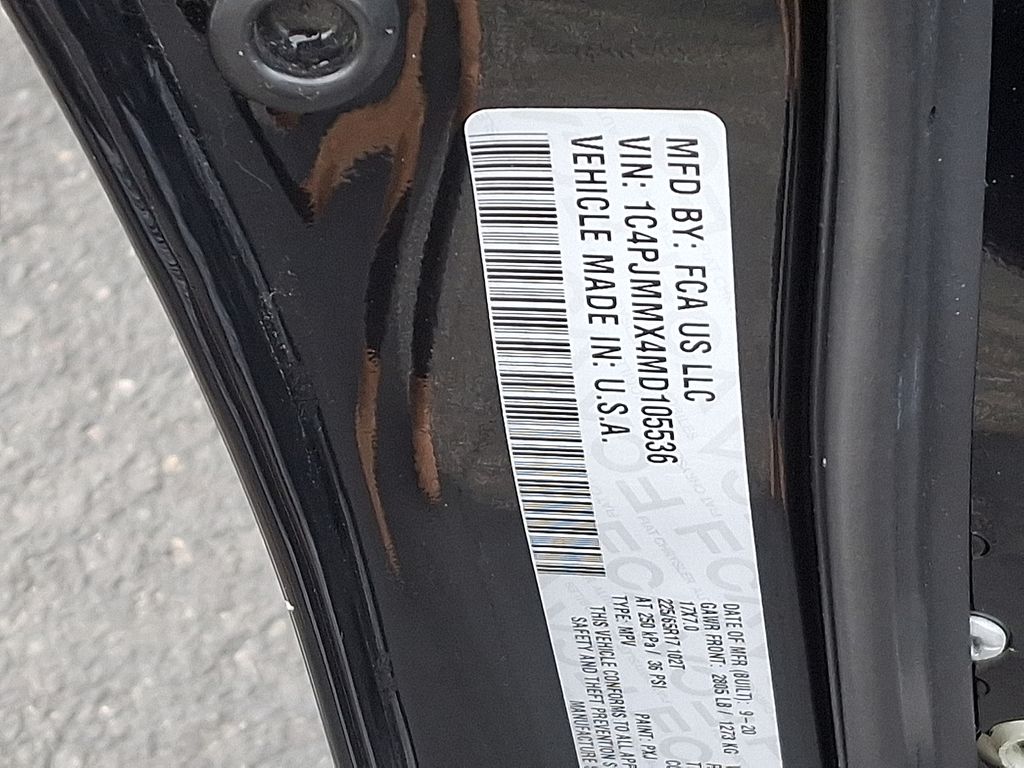 MFD BY: FCA US LLC
VIN: 1C4PJMMX4MD105536
VEHICLE MADE IN: U.S.A.
DATE OF MFR (BUILT): 9-20
GAWR FRONT: 2805 LB / 1273 KG
17X7.0
225/65R17 102T
AT 250 kPa / 36 PSI
TYPE: MPV PAINT: PXJ
THIS VEHICLE CONFORMS TO ALL APP
SAFETY AND THEFT PREVENTION S
MANUFACTURE S